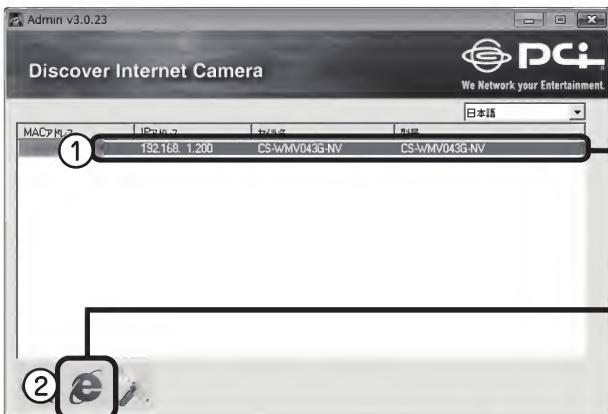 Admin v3.0.23
PCi
Discover Internet Camera
We Network your Entertainment.
日本語
MACアドレス IPアドレス カメラ名 型番
① 192.168. 1.200 CS-WMV043G-NV CS-WMV043G-NV
②